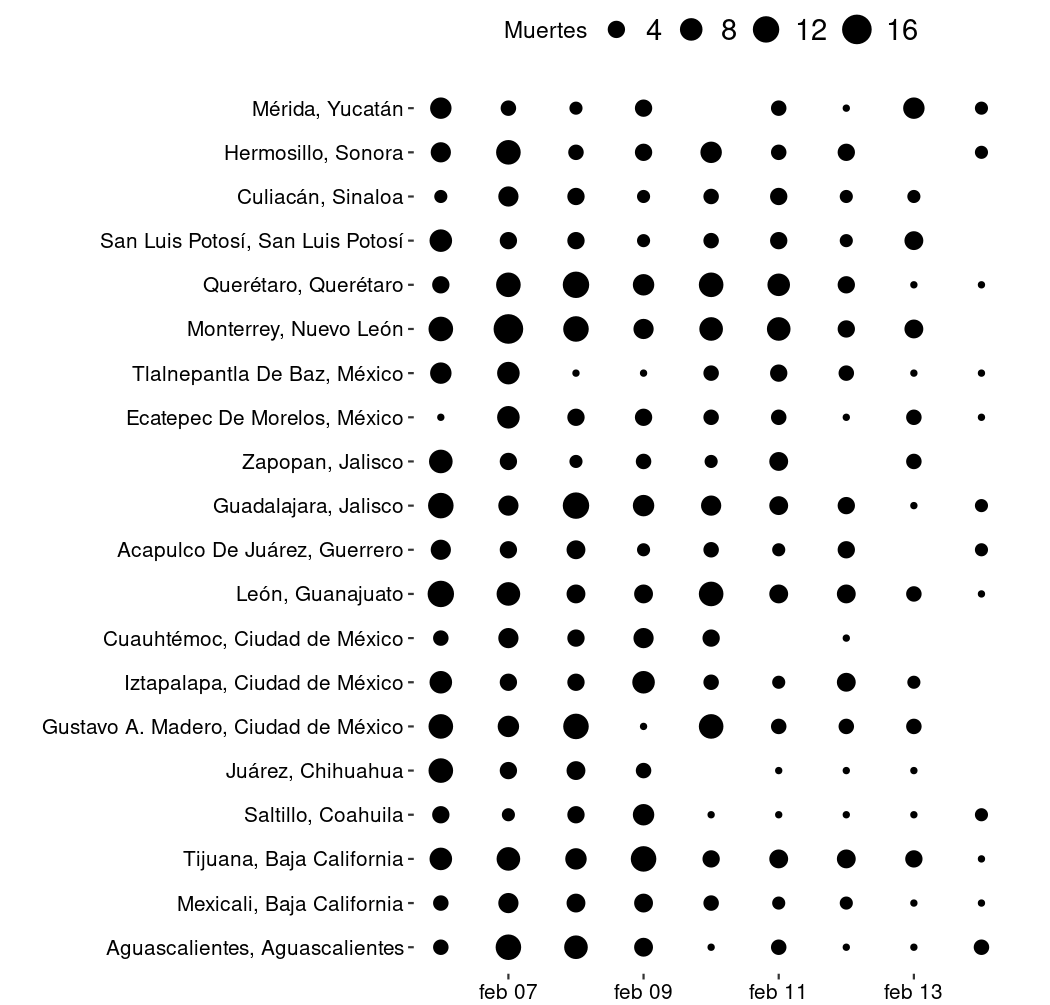 Muertes 4 8 12 16
Mérida, Yucatán
Hermosillo, Sonora
Culiacán, Sinaloa
San Luis Potosí, San Luis Potosí
Querétaro, Querétaro
Monterrey, Nuevo León
Tlalnepantla De Baz, México
Ecatepec De Morelos, México
Zapopan, Jalisco
Guadalajara, Jalisco
Acapulco De Juárez, Guerrero
León, Guanajuato
Cuauhtémoc, Ciudad de México
Iztapalapa, Ciudad de México
Gustavo A. Madero, Ciudad de México
Juárez, Chihuahua
Saltillo, Coahuila
Tijuana, Baja California
Mexicali, Baja California
Aguascalientes, Aguascalientes
feb 07 feb 09 feb 11 feb 13